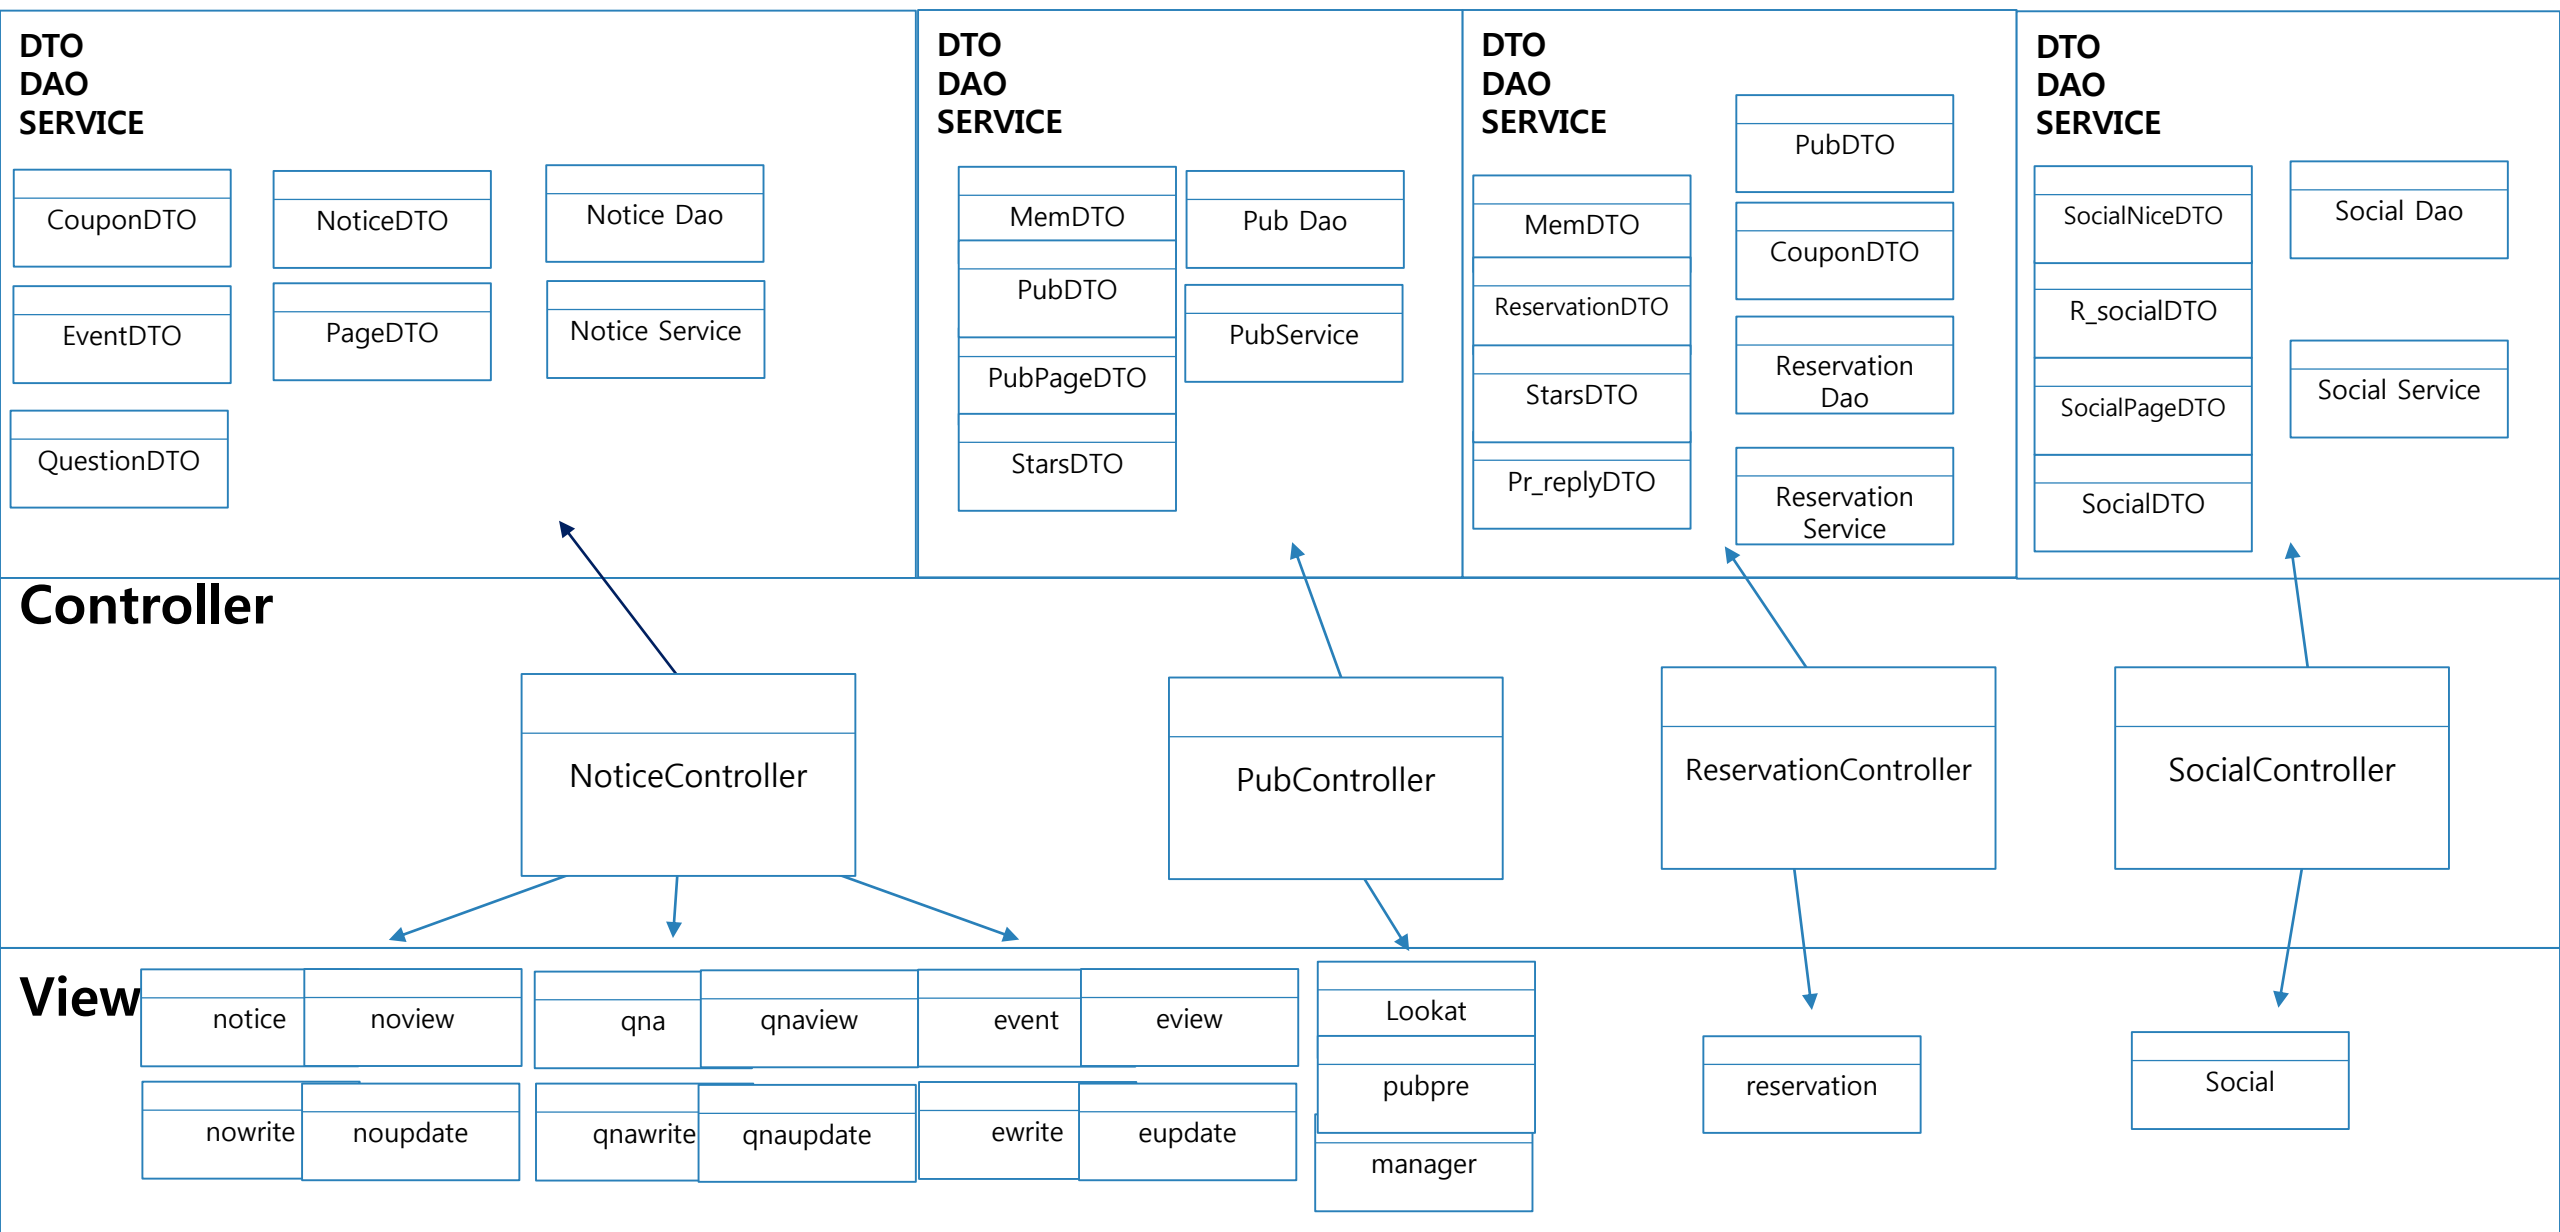 DTO
DAO
SERVICE
CouponDTO
NoticeDTO
Notice Dao
EventDTO
PageDTO
Notice Service
QuestionDTO
DTO
DAO
SERVICE
MemDTO
Pub Dao
PubDTO
PubService
PubPageDTO
StarsDTO
DTO
DAO
SERVICE
PubDTO
MemDTO
CouponDTO
ReservationDTO
Reservation
Dao
StarsDTO
Pr_replyDTO
Reservation
Service
DTO
DAO
SERVICE
SocialNiceDTO
Social Dao
R_socialDTO
SocialPageDTO
Social Service
SocialDTO
Controller
NoticeController
PubController
ReservationController
SocialController
View
notice
noview
qna
qnaview
event
eview
nowrite
noupdate
qnawrite
qnaupdate
ewrite
eupdate
Lookat
pubpre
manager
reservation
Social